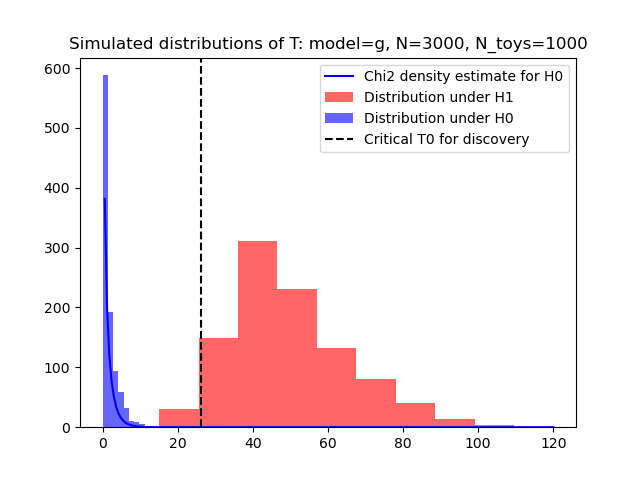 Simulated distributions of T: model=g, N=3000, N_toys=1000
600
500
400
300
200
100
0
Chi2 density estimate for H0
Distribution under H1
Distribution under H0
Critical T0 for discovery
0 20 40 60 80 100 120